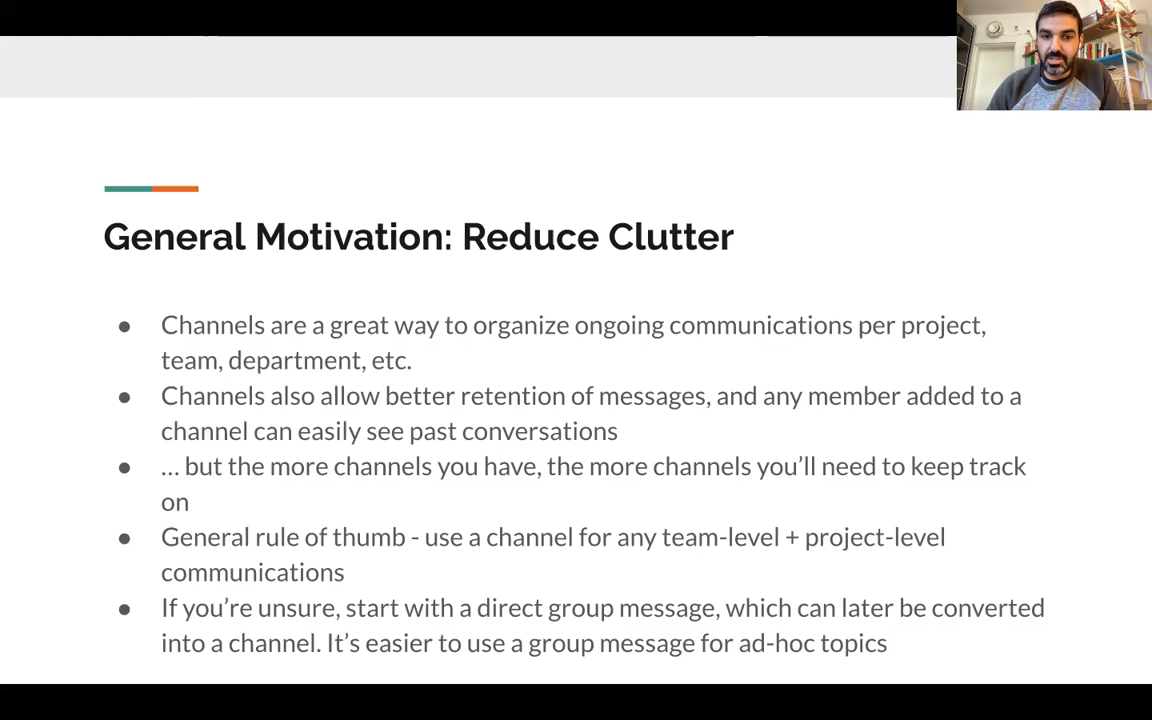 General Motivation: Reduce Clutter
● Channels are a great way to organize ongoing communications per project,
team, department, etc.
● Channels also allow better retention of messages, and any member added to a
channel can easily see past conversations
● ... but the more channels you have, the more channels you’ll need to keep track
on
● General rule of thumb - use a channel for any team-level + project-level
communications
● If you’re unsure, start with a direct group message, which can later be converted
into a channel. It’s easier to use a group message for ad-hoc topics